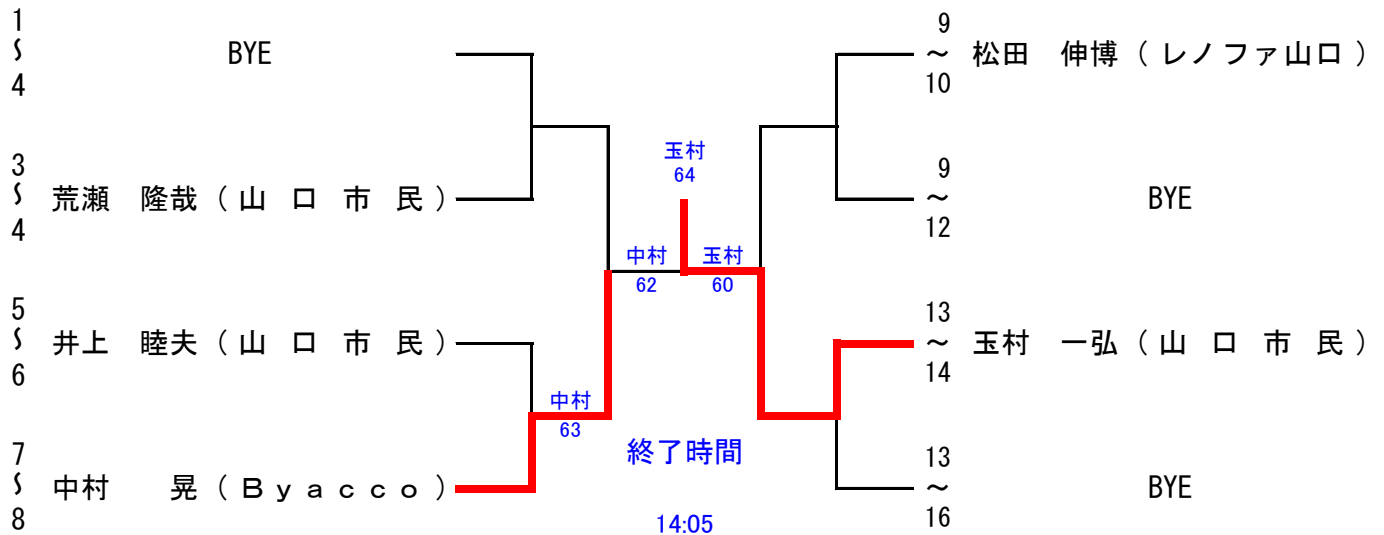 1
〜
4
BYE
3
〜
4
荒瀬　隆哉（山　口　市　民）
5
〜
6
井上　睦夫（山　口　市　民）
7
〜
8
中村　　晃（Ｂｙａｃｃｏ）
中村
63
中村
62
玉村
64
玉村
60
終了時間
14:05
9
～
10
松田　伸博（レノファ山口）
9
～
12
BYE
13
～
14
玉村　一弘（山　口　市　民）
13
～
16
BYE